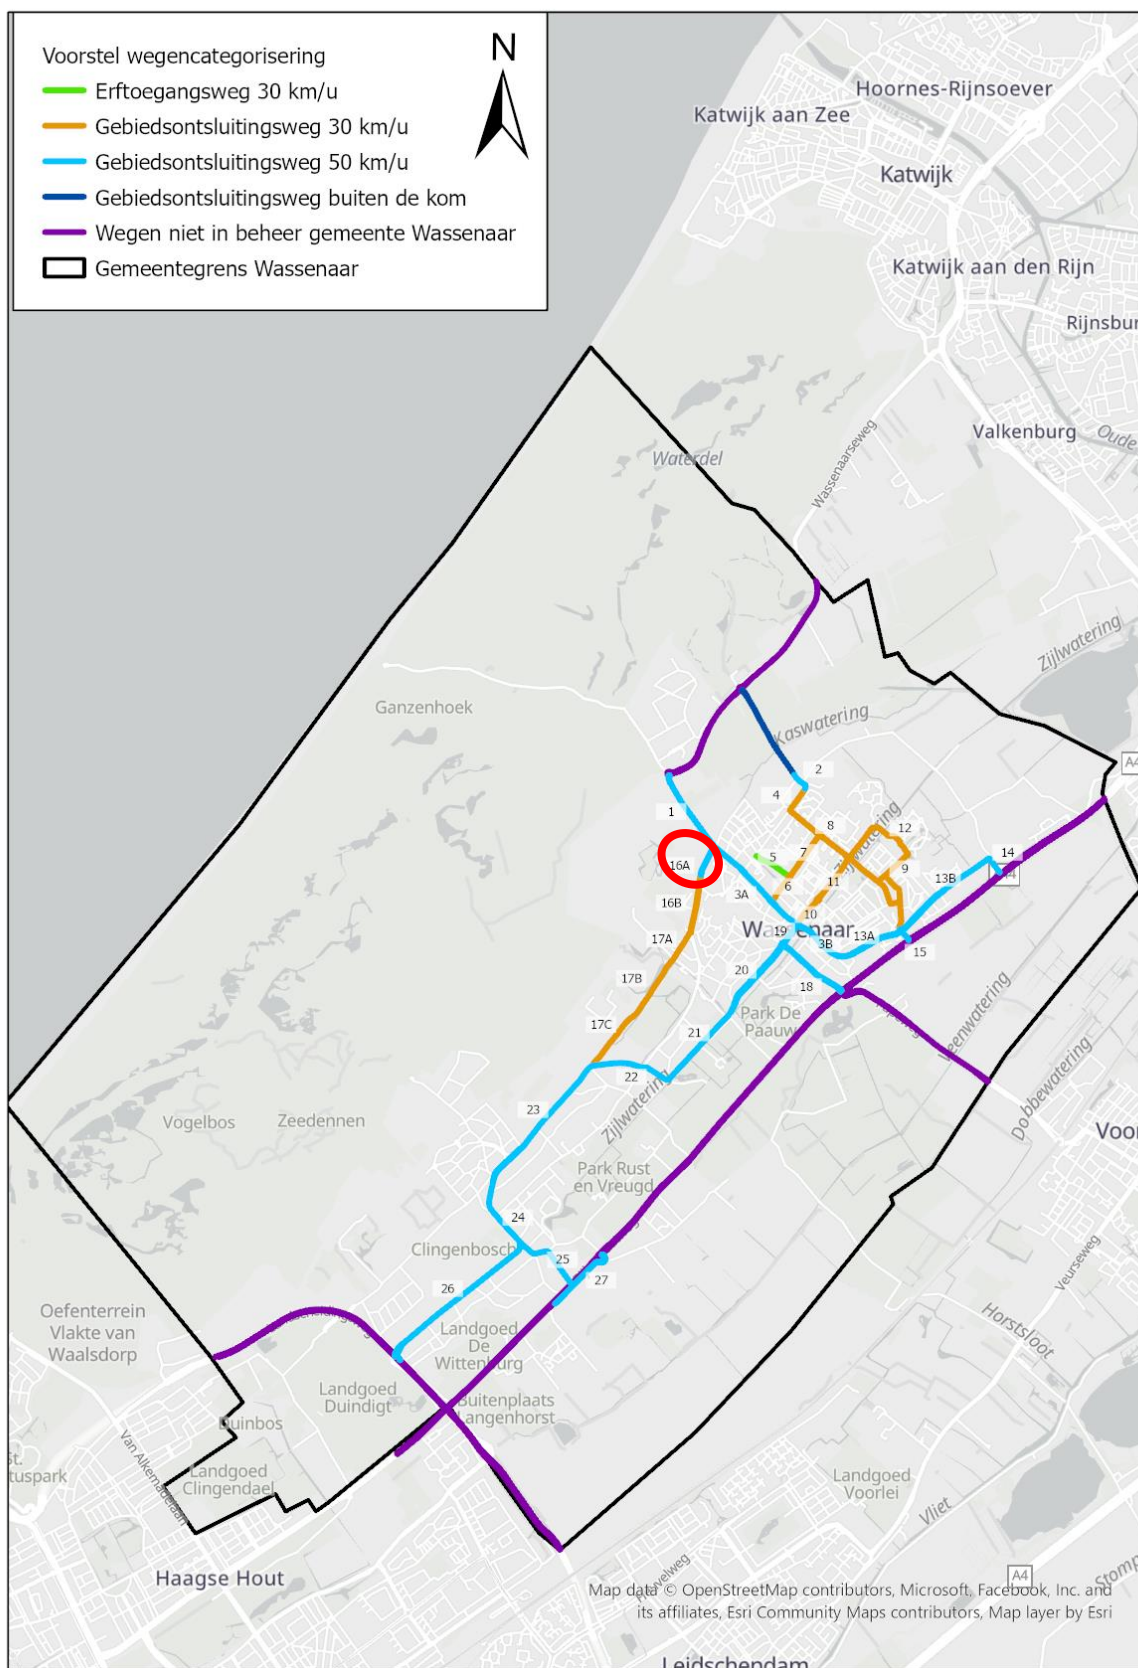 Voorstel wegencategorisering
Erftoegangsweg 30 km/u
Gebiedsontsluitingsweg 30 km/u
Gebiedsontsluitingsweg 50 km/u
Gebiedsontsluitingsweg buiten de kom
Wegen niet in beheer gemeente Wassenaar
Gemeentegrens Wassenaar
N
Hoornes-Rijnsoever
Katwijk aan Zee
Katwijk
Katwijk aan den Rijn
Valkenburg
Waterdel
Wassenaarseweg
Zijlwatering
Ganzenhoek
Kaswatering
2
4
1
8
12
Zijlwatering
7
5
14
16A
9
13B
6
11
3A
16B
10
17A
19
13A
3B
15
20
17B
18
Park De
Paauw
17C
21
22
Zijlwatering
Dobbewatering
23
Vogelbos
Zeedennen
Park Rust
en Vreugd
24
Clingenbosch
25
26
27
Veurseweg
Horstsloot
Oefenterrein
Vlakte van
Waalsdorp
Landgoed
De
Wittenburg
Landgoed
Duindigt
Buitenplaats
Langenhorst
Duinbos
Van Alkemadelaan
St.
Landgoed
Clingendael
Landgoed
Voorlei
Vliet
Haagse Hout
A4
Map data © OpenStreetMap contributors, Microsoft, Facebook, Inc. and
its affiliates, Esri Community Maps contributors, Map layer by Esri
Leidschendam